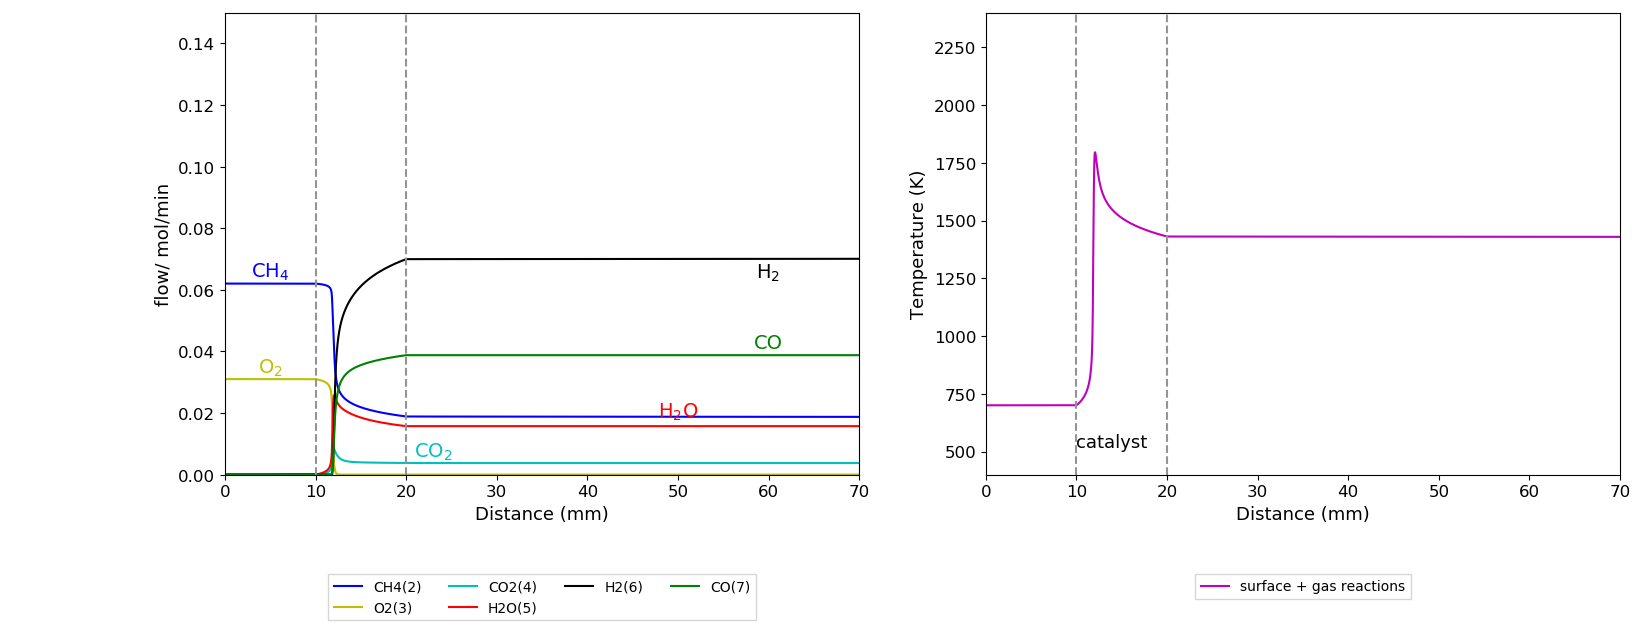 0.14
0.12
0.10
0.08
0.06
0.04
0.02
0.00
flow/ mol/min
CH₄
O₂
H₂
CO
H₂O
CO₂
0 10 20 30 40 50 60 70
Distance (mm)
CH4(2) CO2(4) H2(6) CO(7)
O2(3) H2O(5)
2250
2000
1750
1500
1250
1000
750
500
Temperature (K)
catalyst
0 10 20 30 40 50 60 70
Distance (mm)
surface + gas reactions